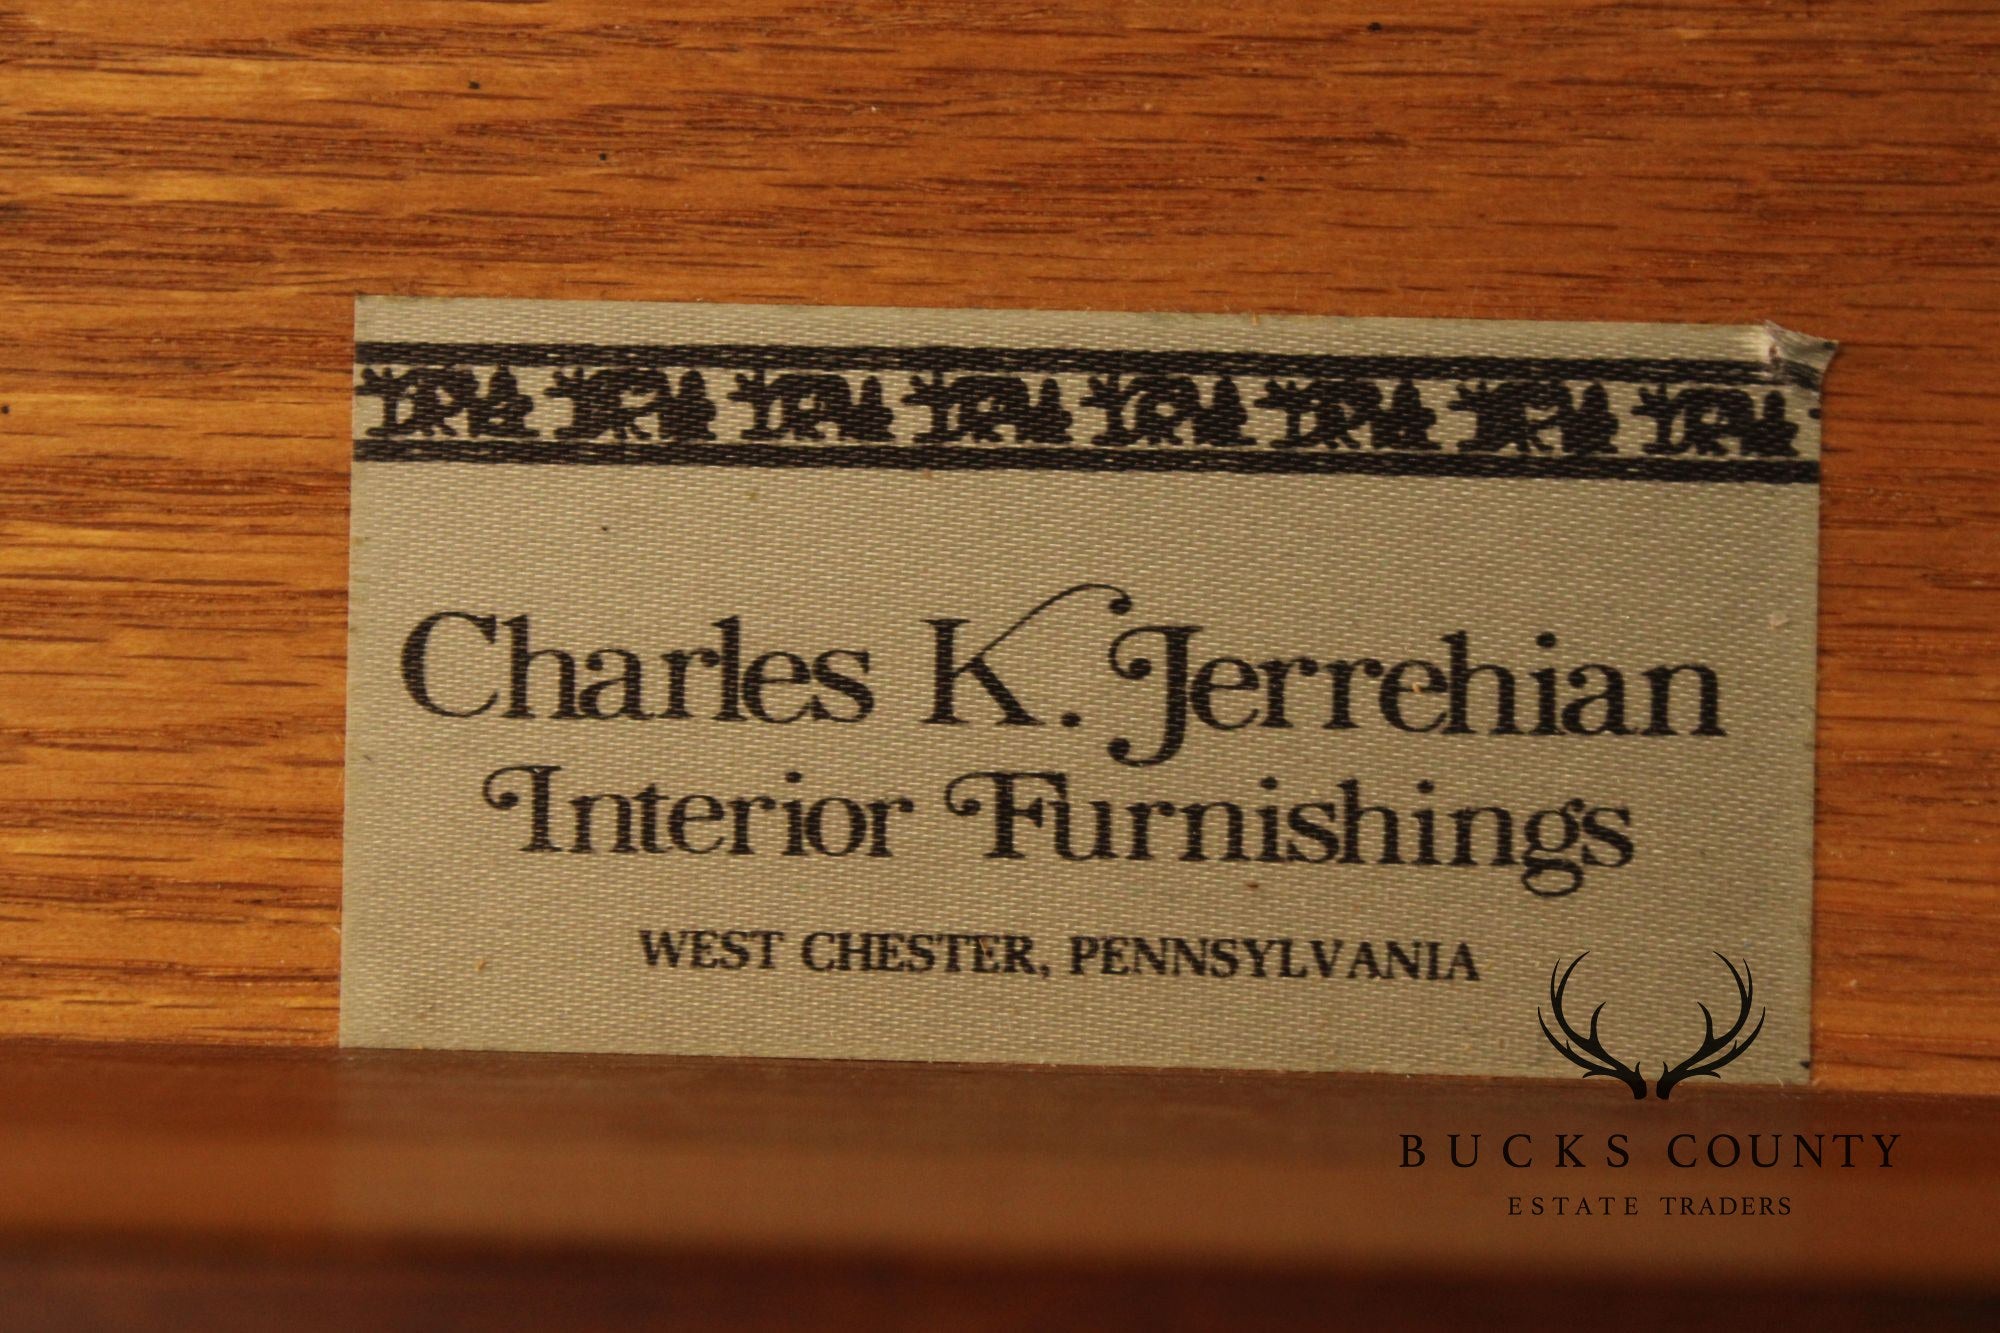 Charles K. Jerrehian
Interior Furnishings
WEST CHESTER, PENNSYLVANIA
BUCKS COUNTY
ESTATE TRADERS